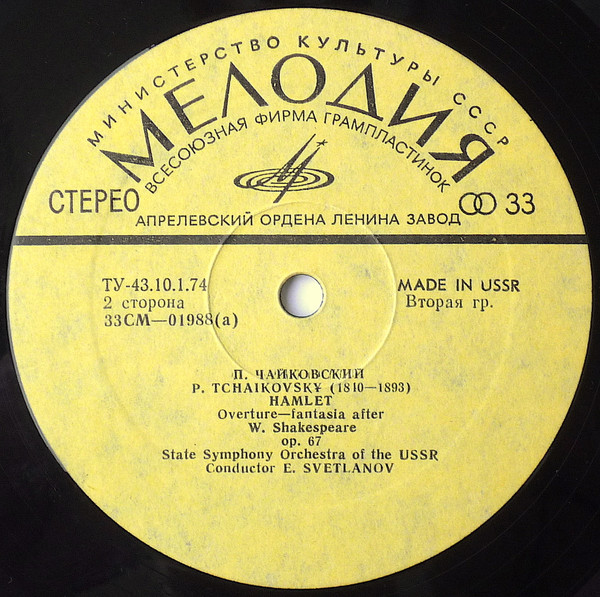 МИНИСТЕРСТВО КУЛЬТУРЫ СССР
МЕЛОДИЯ
ВСЕСОЮЗНАЯ ФИРМА ГРАМПЛАСТИНОК
СТЕРЕО
33
АПРЕЛЕВСКИЙ ОРДЕНА ЛЕНИНА ЗАВОД
ТУ-43.10.1.74
MADE IN USSR
2 сторона
Вторая гр.
33СМ—01988(а)
П. ЧАЙКОВСКИЙ
P. TCHAIKOVSKY (1810—1893)
HAMLET
Overture—fantasia after
W. Shakespeare
op. 67
State Symphony Orchestra of the USSR
Conductor E. SVETLANOV